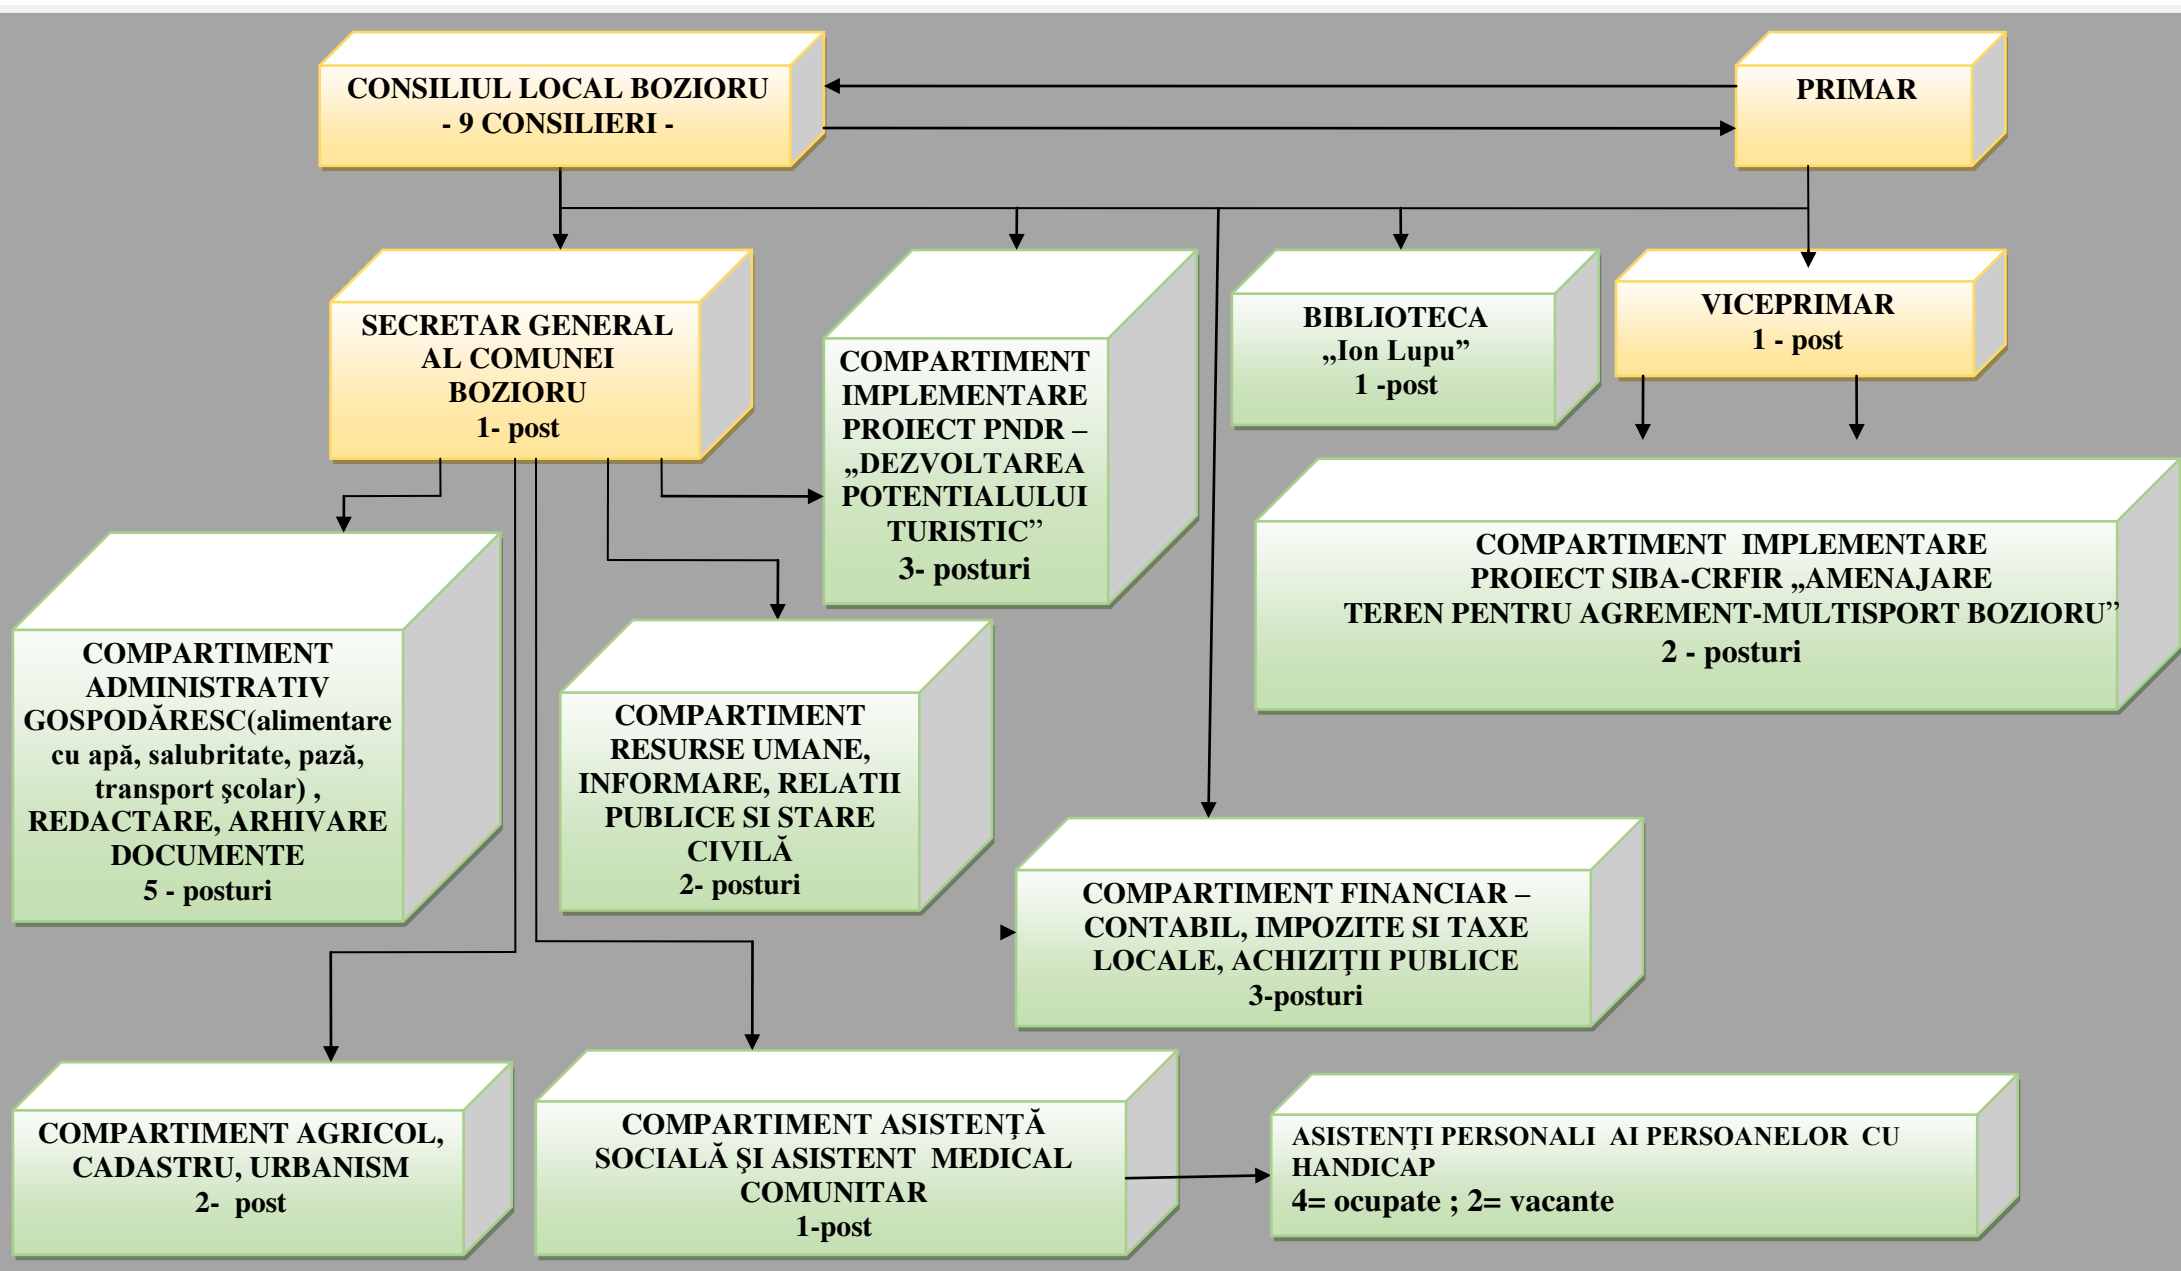 CONSILIUL LOCAL BOZIORU
- 9 CONSILIERI -
PRIMAR
SECRETAR GENERAL
AL COMUNEI
BOZIORU
1- post
COMPARTIMENT
IMPLEMENTARE
PROIECT PNDR –
„DEZVOLTAREA
POTENTIALULUI
TURISTIC”
3- posturi
BIBLIOTECA
„Ion Lupu”
1 -post
VICEPRIMAR
1 - post
COMPARTIMENT IMPLEMENTARE
PROIECT SIBA-CRFIR „AMENAJARE
TEREN PENTRU AGREMENT-MULTISPORT BOZIORU”
2 - posturi
COMPARTIMENT
ADMINISTRATIV
GOSPODĂRESC(alimentare
cu apă, salubritate, pază,
transport şcolar) ,
REDACTARE, ARHIVARE
DOCUMENTE
5 - posturi
COMPARTIMENT
RESURSE UMANE,
INFORMARE, RELATII
PUBLICE SI STARE
CIVILĂ
2- posturi
COMPARTIMENT FINANCIAR –
CONTABIL, IMPOZITE SI TAXE
LOCALE, ACHIZIŢII PUBLICE
3-posturi
COMPARTIMENT AGRICOL,
CADASTRU, URBANISM
2- post
COMPARTIMENT ASISTENŢĂ
SOCIALĂ ŞI ASISTENT MEDICAL
COMUNITAR
1-post
ASISTENŢI PERSONALI AI PERSOANELOR CU
HANDICAP
4= ocupate ; 2= vacante